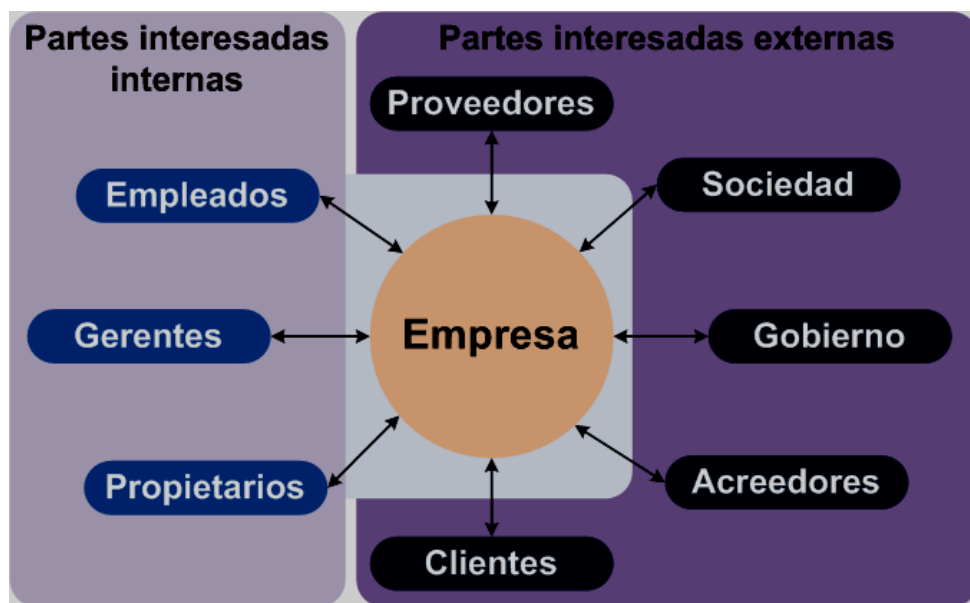 Partes interesadas
internas
Partes interesadas externas
Proveedores
Empleados
Sociedad
Gerentes
Empresa
Gobierno
Propietarios
Acreedores
Clientes